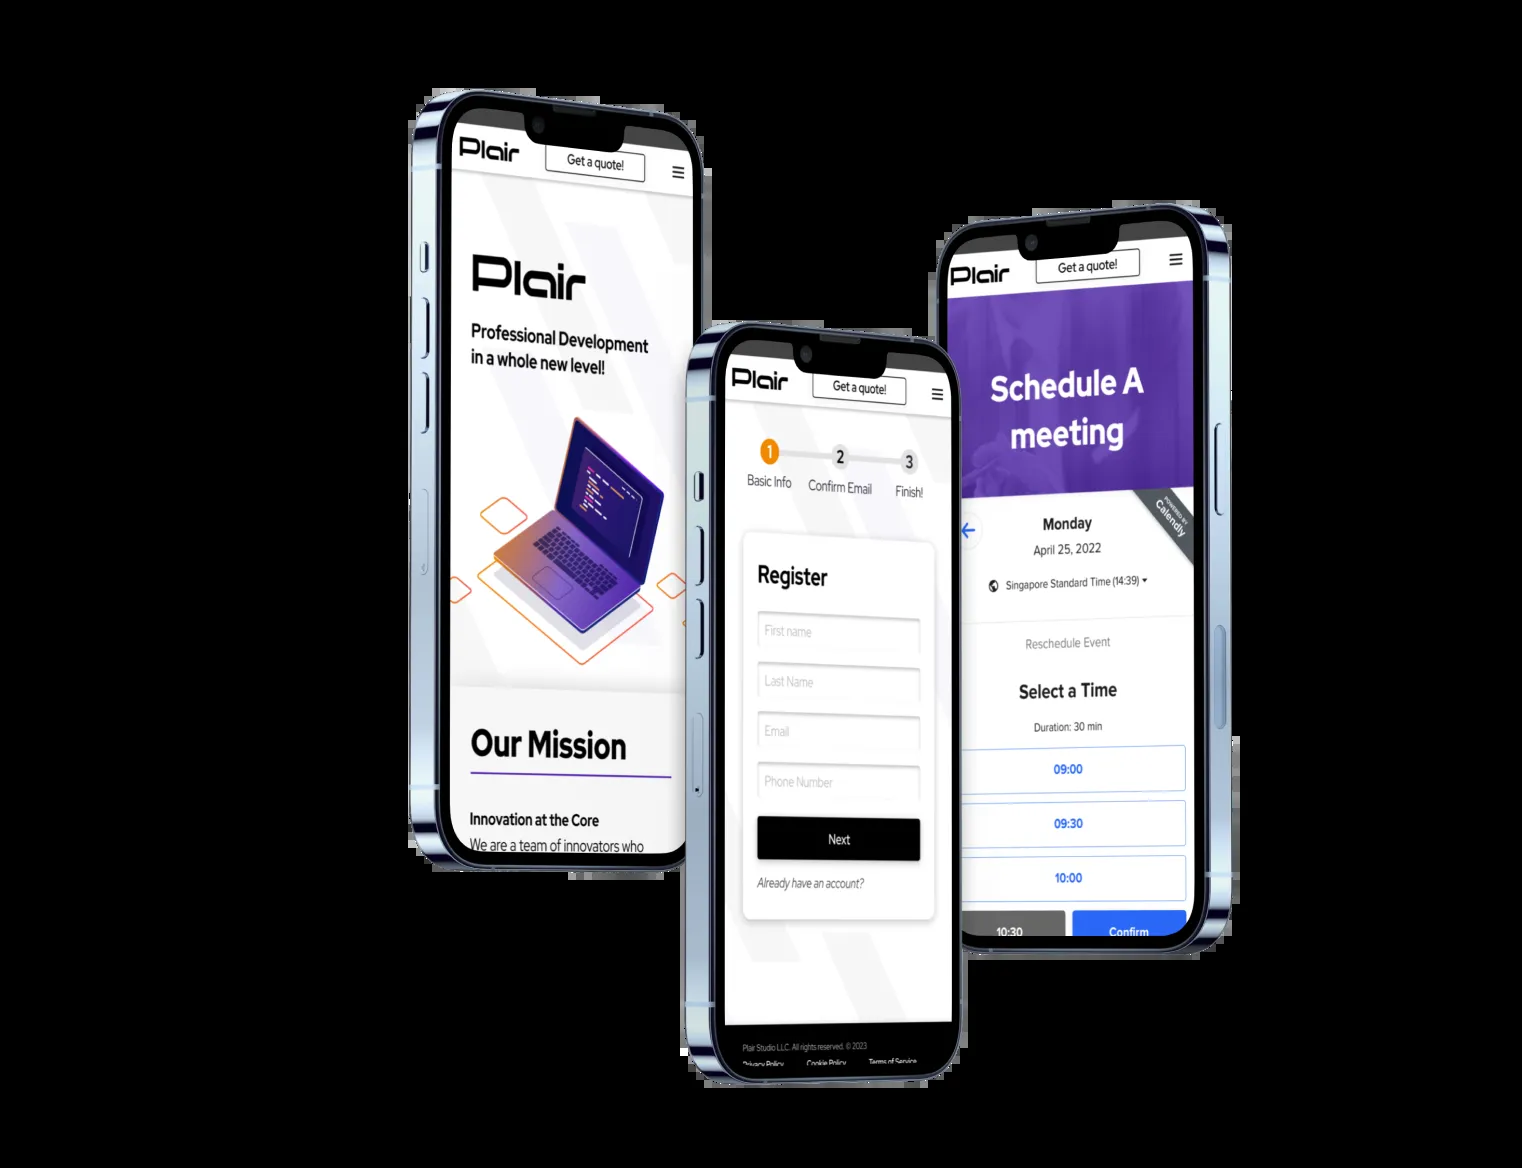 Plair
Get a quote!
Plair
Professional Development
in a whole new level!
Our Mission
Innovation at the Core
We are a team of innovators who
Plair
Get a quote!
1
2
3
Basic Info
Confirm Email
Finish!
Register
First name
Last Name
Email
Phone Number
Next
Already have an account?
Plair Studio LLC. All rights reserved. © 2023
Privacy Policy
Cookie Policy
Terms of Service
Plair
Get a quote!
Schedule A
meeting
POWERED BY
Calendly
Monday
April 25, 2022
Singapore Standard Time (14:39)
Reschedule Event
Select a Time
Duration: 30 min
09:00
09:30
10:00
10:30
Confirm